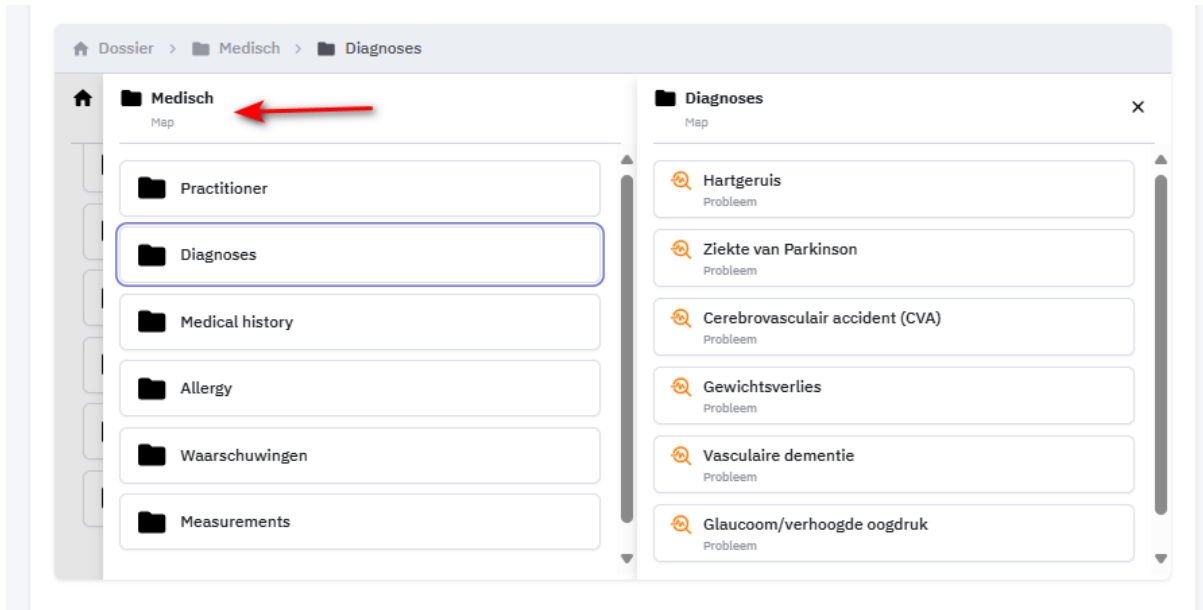 Dossier > Medisch > Diagnoses
Medisch
Map
Practitioner
Diagnoses
Medical history
Allergy
Waarschuwingen
Measurements
Diagnoses
Map
Hartgeruis
Probleem
Ziekte van Parkinson
Probleem
Cerebrovasculair accident (CVA)
Probleem
Gewichtsverlies
Probleem
Vasculaire dementie
Probleem
Glaucoom/verhoogde oogdruk
Probleem